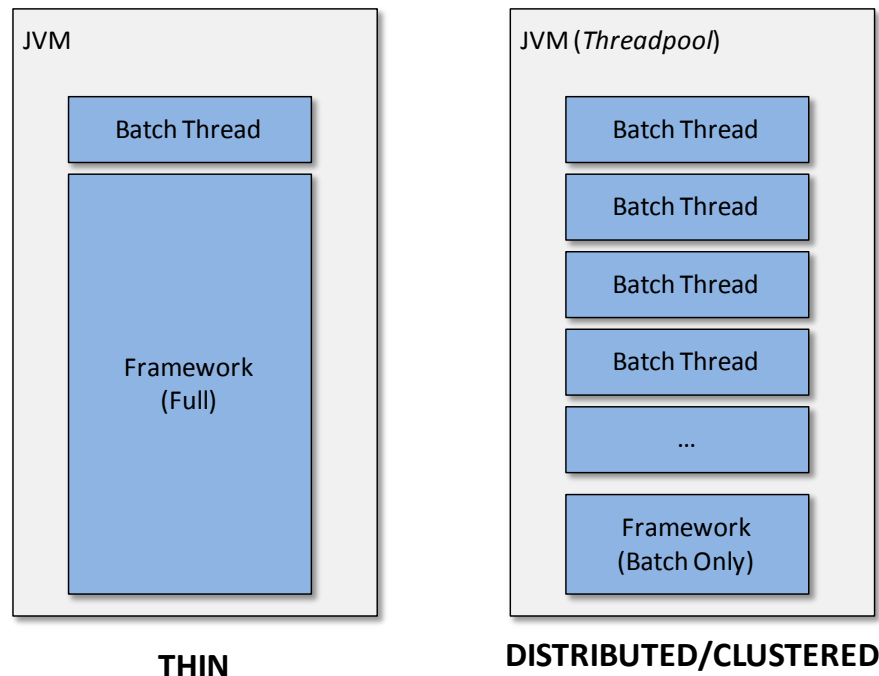 JVM
Batch Thread
Framework
(Full)
THIN
JVM (Threadpool)
Batch Thread
Batch Thread
Batch Thread
Batch Thread
...
Framework
(Batch Only)
DISTRIBUTED/CLUSTERED